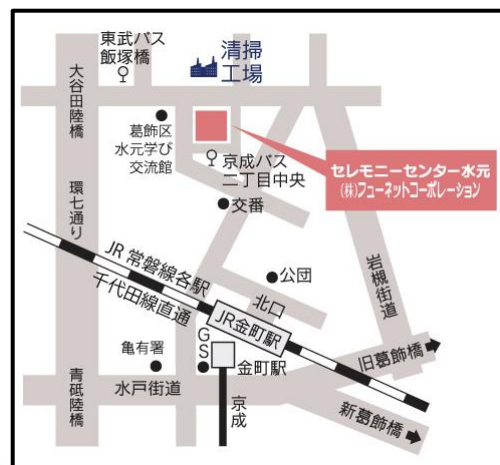 東武バス
飯塚橋
清掃
工場
大谷田陸橋
葛飾区
水元学び
交流館
京成バス
二丁目中央
セレモニーセンター水元
(株)フューネットコーポレーション
交番
環七通り
JR 常磐線各駅
千代田線直通
公団
北口
岩槻街道
JR金町駅
GS
金町駅
亀有署
水戸街道
旧葛飾橋
青砥陸橋
京成
新葛飾橋